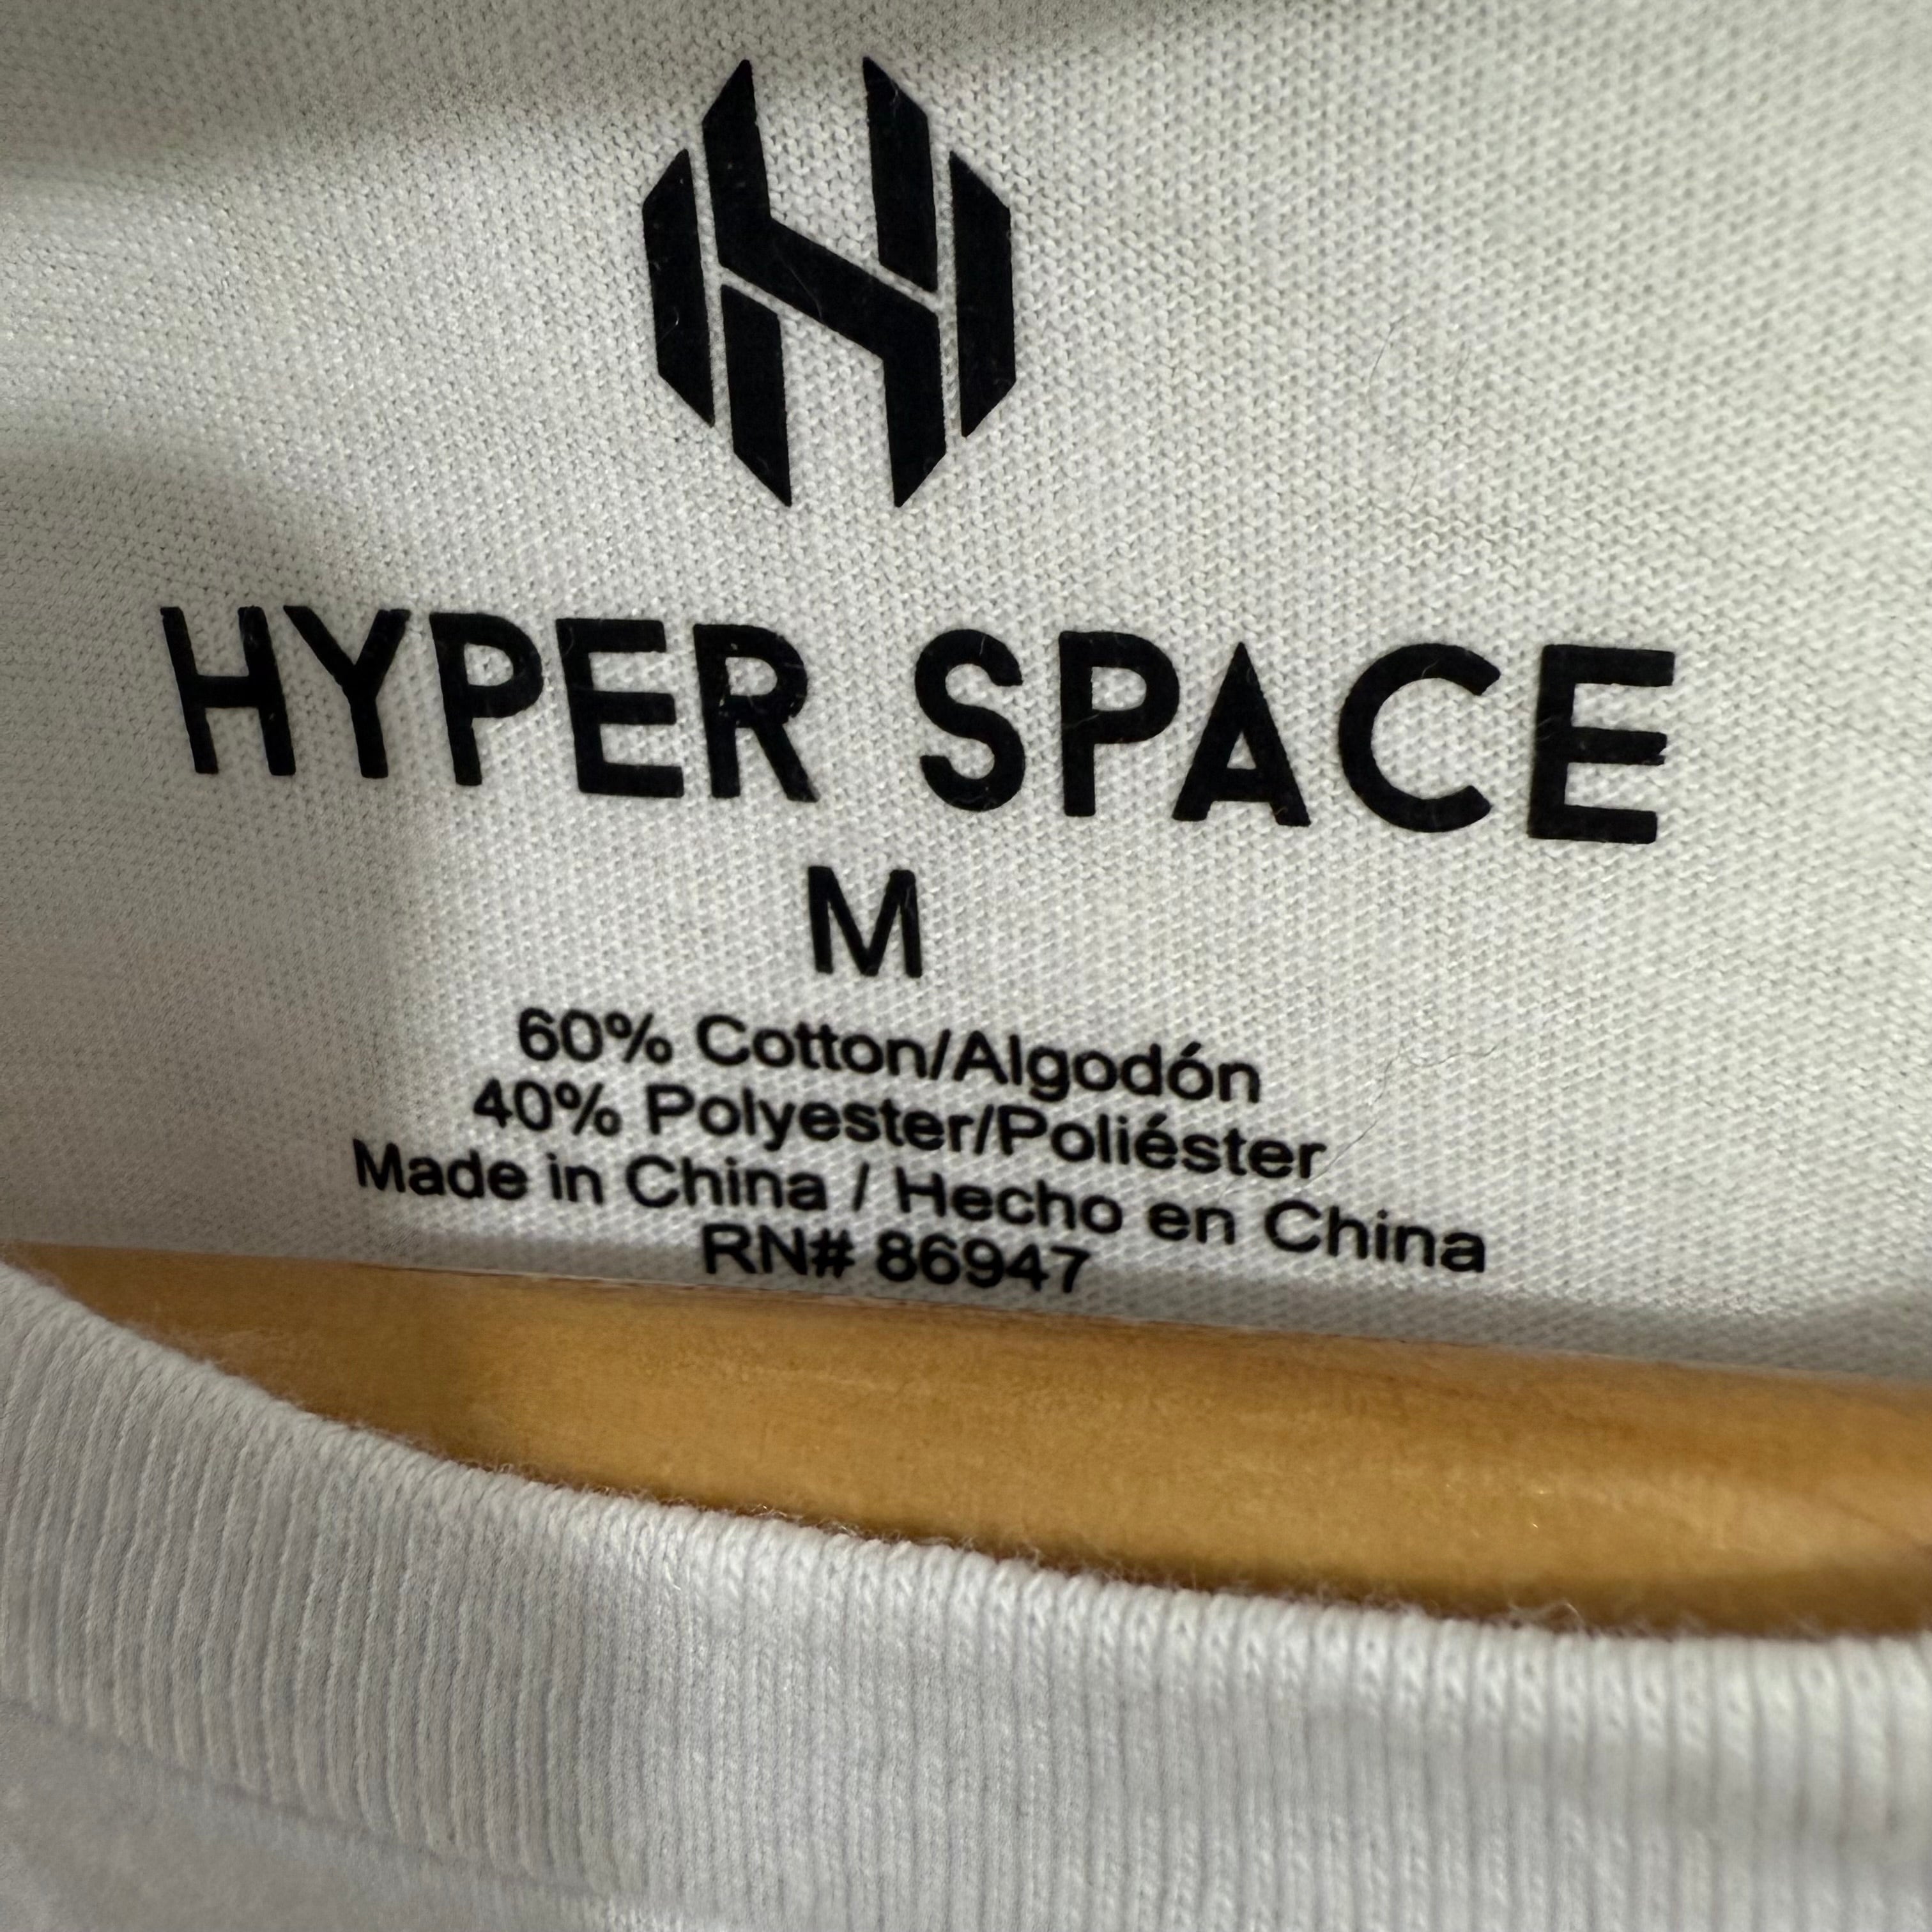 HYPER SPACE
M
60% Cotton/Algodón
40% Polyester/Poliéster
Made in China / Hecho en China
RN# 86947